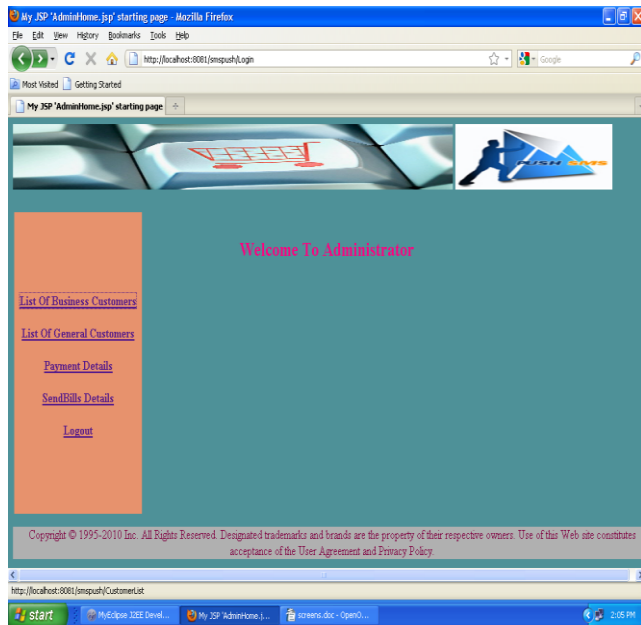 My JSP 'AdminHome.jsp' starting page - Mozilla Firefox
File Edit View History Bookmarks Tools Help
http://localhost:8081/smspush/Login
Google
Most Visited Getting Started
My JSP 'AdminHome.jsp' starting page
PUSH SMS
Welcome To Administrator
List Of Business Customers
List Of General Customers
Payment Details
SendBills Details
Logout
Copyright © 1995-2010 Inc. All Rights Reserved. Designated trademarks and brands are the property of their respective owners. Use of this Web site constitutes
acceptance of the User Agreement and Privacy Policy.
http://localhost:8081/smspush/CustomerList
start MyEclipse J2EE Devel... My JSP 'AdminHome.j... screens.doc - OpenO... 2:05 PM